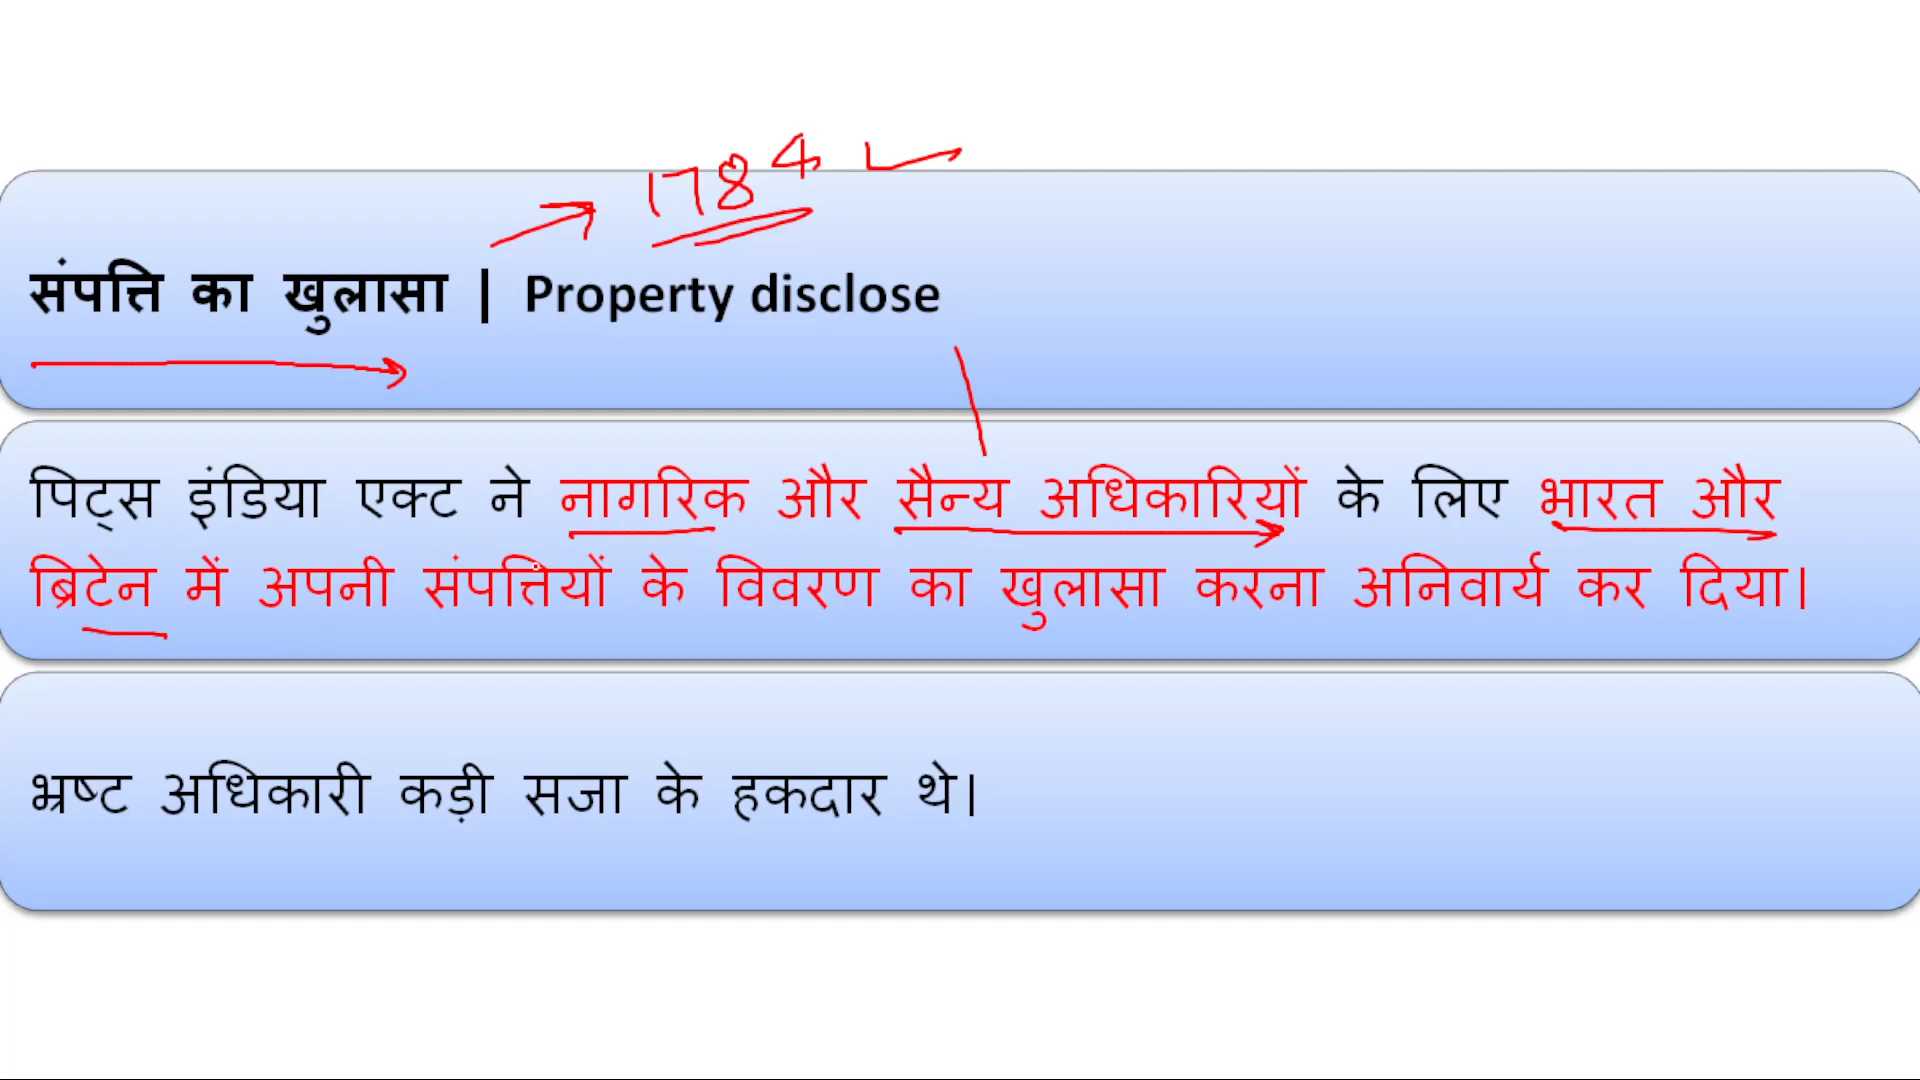 1784
संपत्ति का खुलासा | Property disclose
पिट्स इंडिया एक्ट ने नागरिक और सैन्य अधिकारियों के लिए भारत और
ब्रिटेन में अपनी संपत्तियों के विवरण का खुलासा करना अनिवार्य कर दिया।
भ्रष्ट अधिकारी कड़ी सजा के हकदार थे।